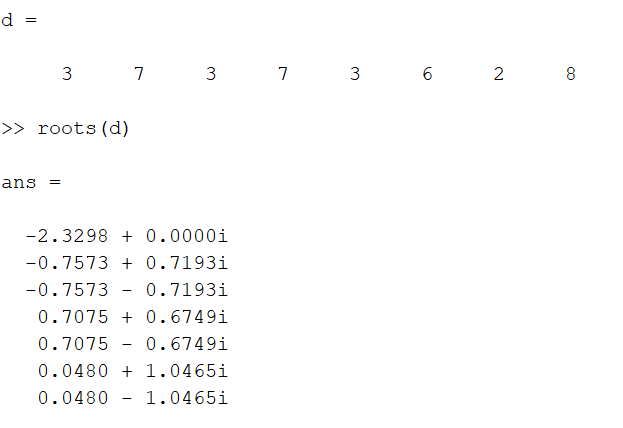 d =
3 7 3 7 3 6 2 8
>> roots(d)
ans =
-2.3298 + 0.0000i
-0.7573 + 0.7193i
-0.7573 - 0.7193i
0.7075 + 0.6749i
0.7075 - 0.6749i
0.0480 + 1.0465i
0.0480 - 1.0465i